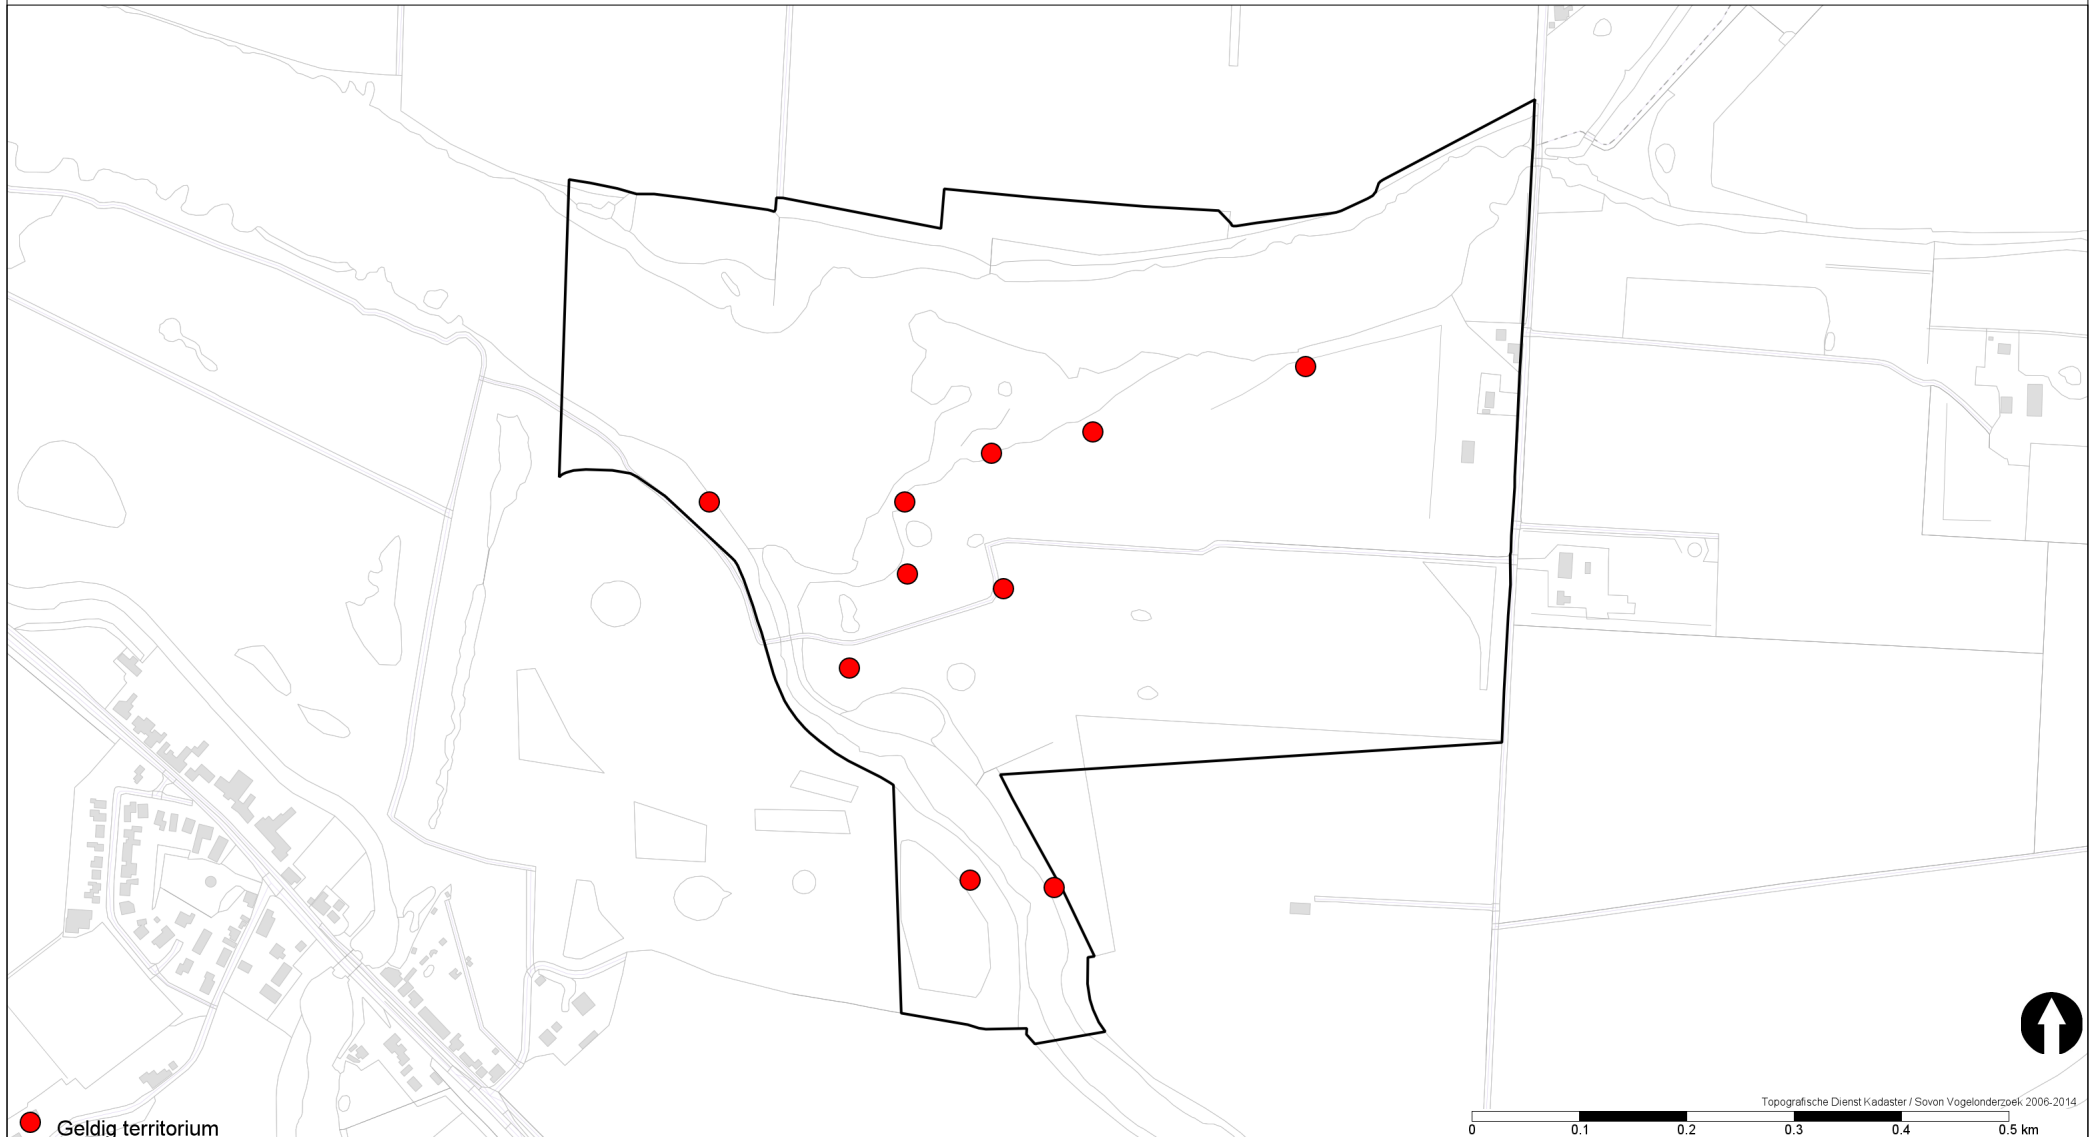 Topografische Dienst Kadaster / Sovon Vogelonderzoek 2006-2014
0 0.1 0.2 0.3 0.4 0.5 km
Geldig territorium